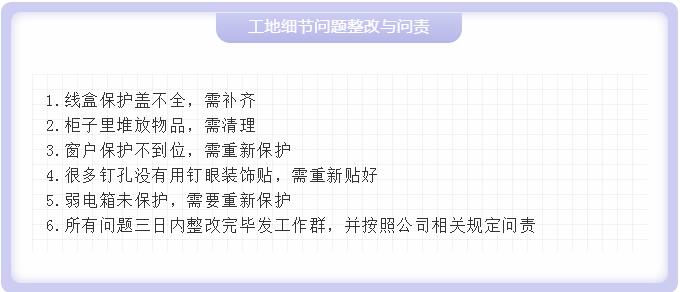 工地细节问题整改与问责
1.线盒保护盖不全，需补齐
2.柜子里堆放物品，需清理
3.窗户保护不到位，需重新保护
4.很多钉孔没有用钉眼装饰贴，需重新贴好
5.弱电箱未保护，需要重新保护
6.所有问题三日内整改完毕发工作群，并按照公司相关规定问责